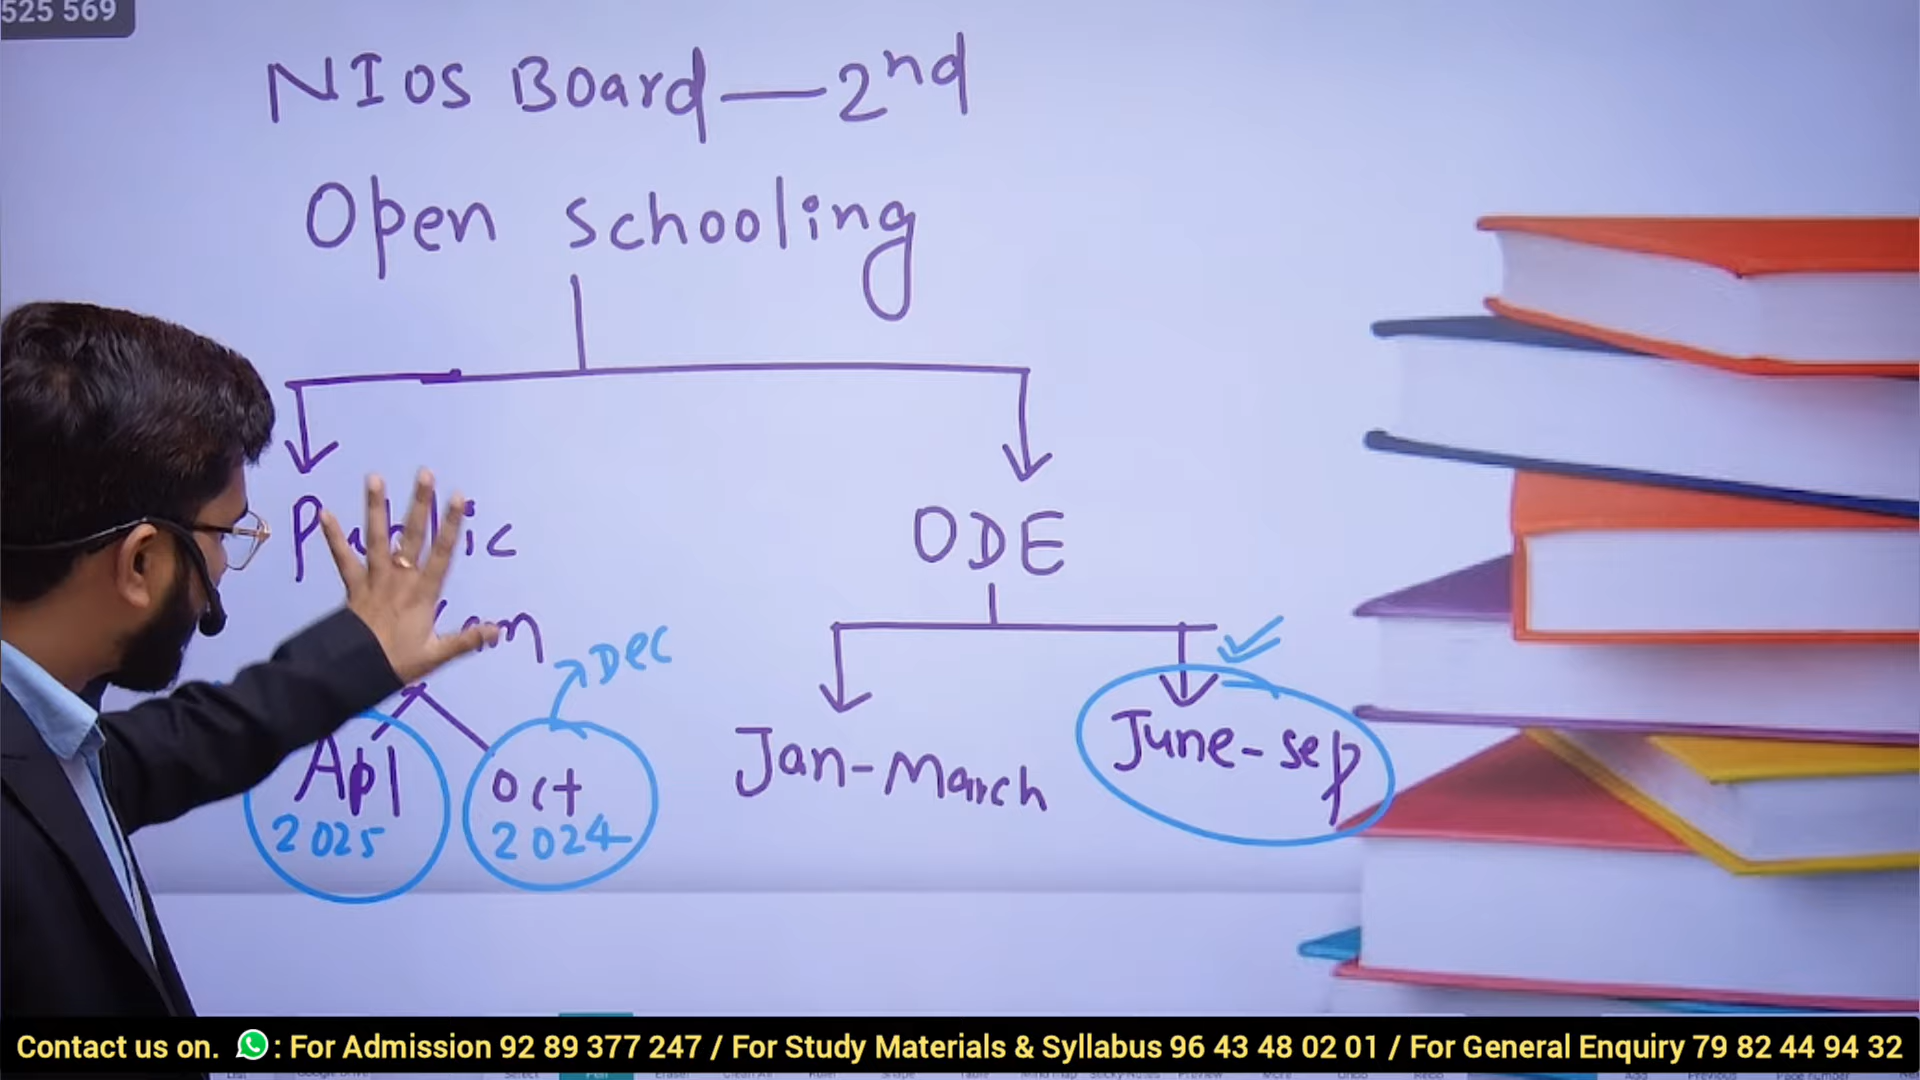 525 569
NIOS Board — 2nd
Open schooling
Public
ODE
Dec
Apl
2025
oct
2024
Jan-March
June-sep
Contact us on. : For Admission 92 89 377 247 / For Study Materials & Syllabus 96 43 48 02 01 / For General Enquiry 79 82 44 94 32